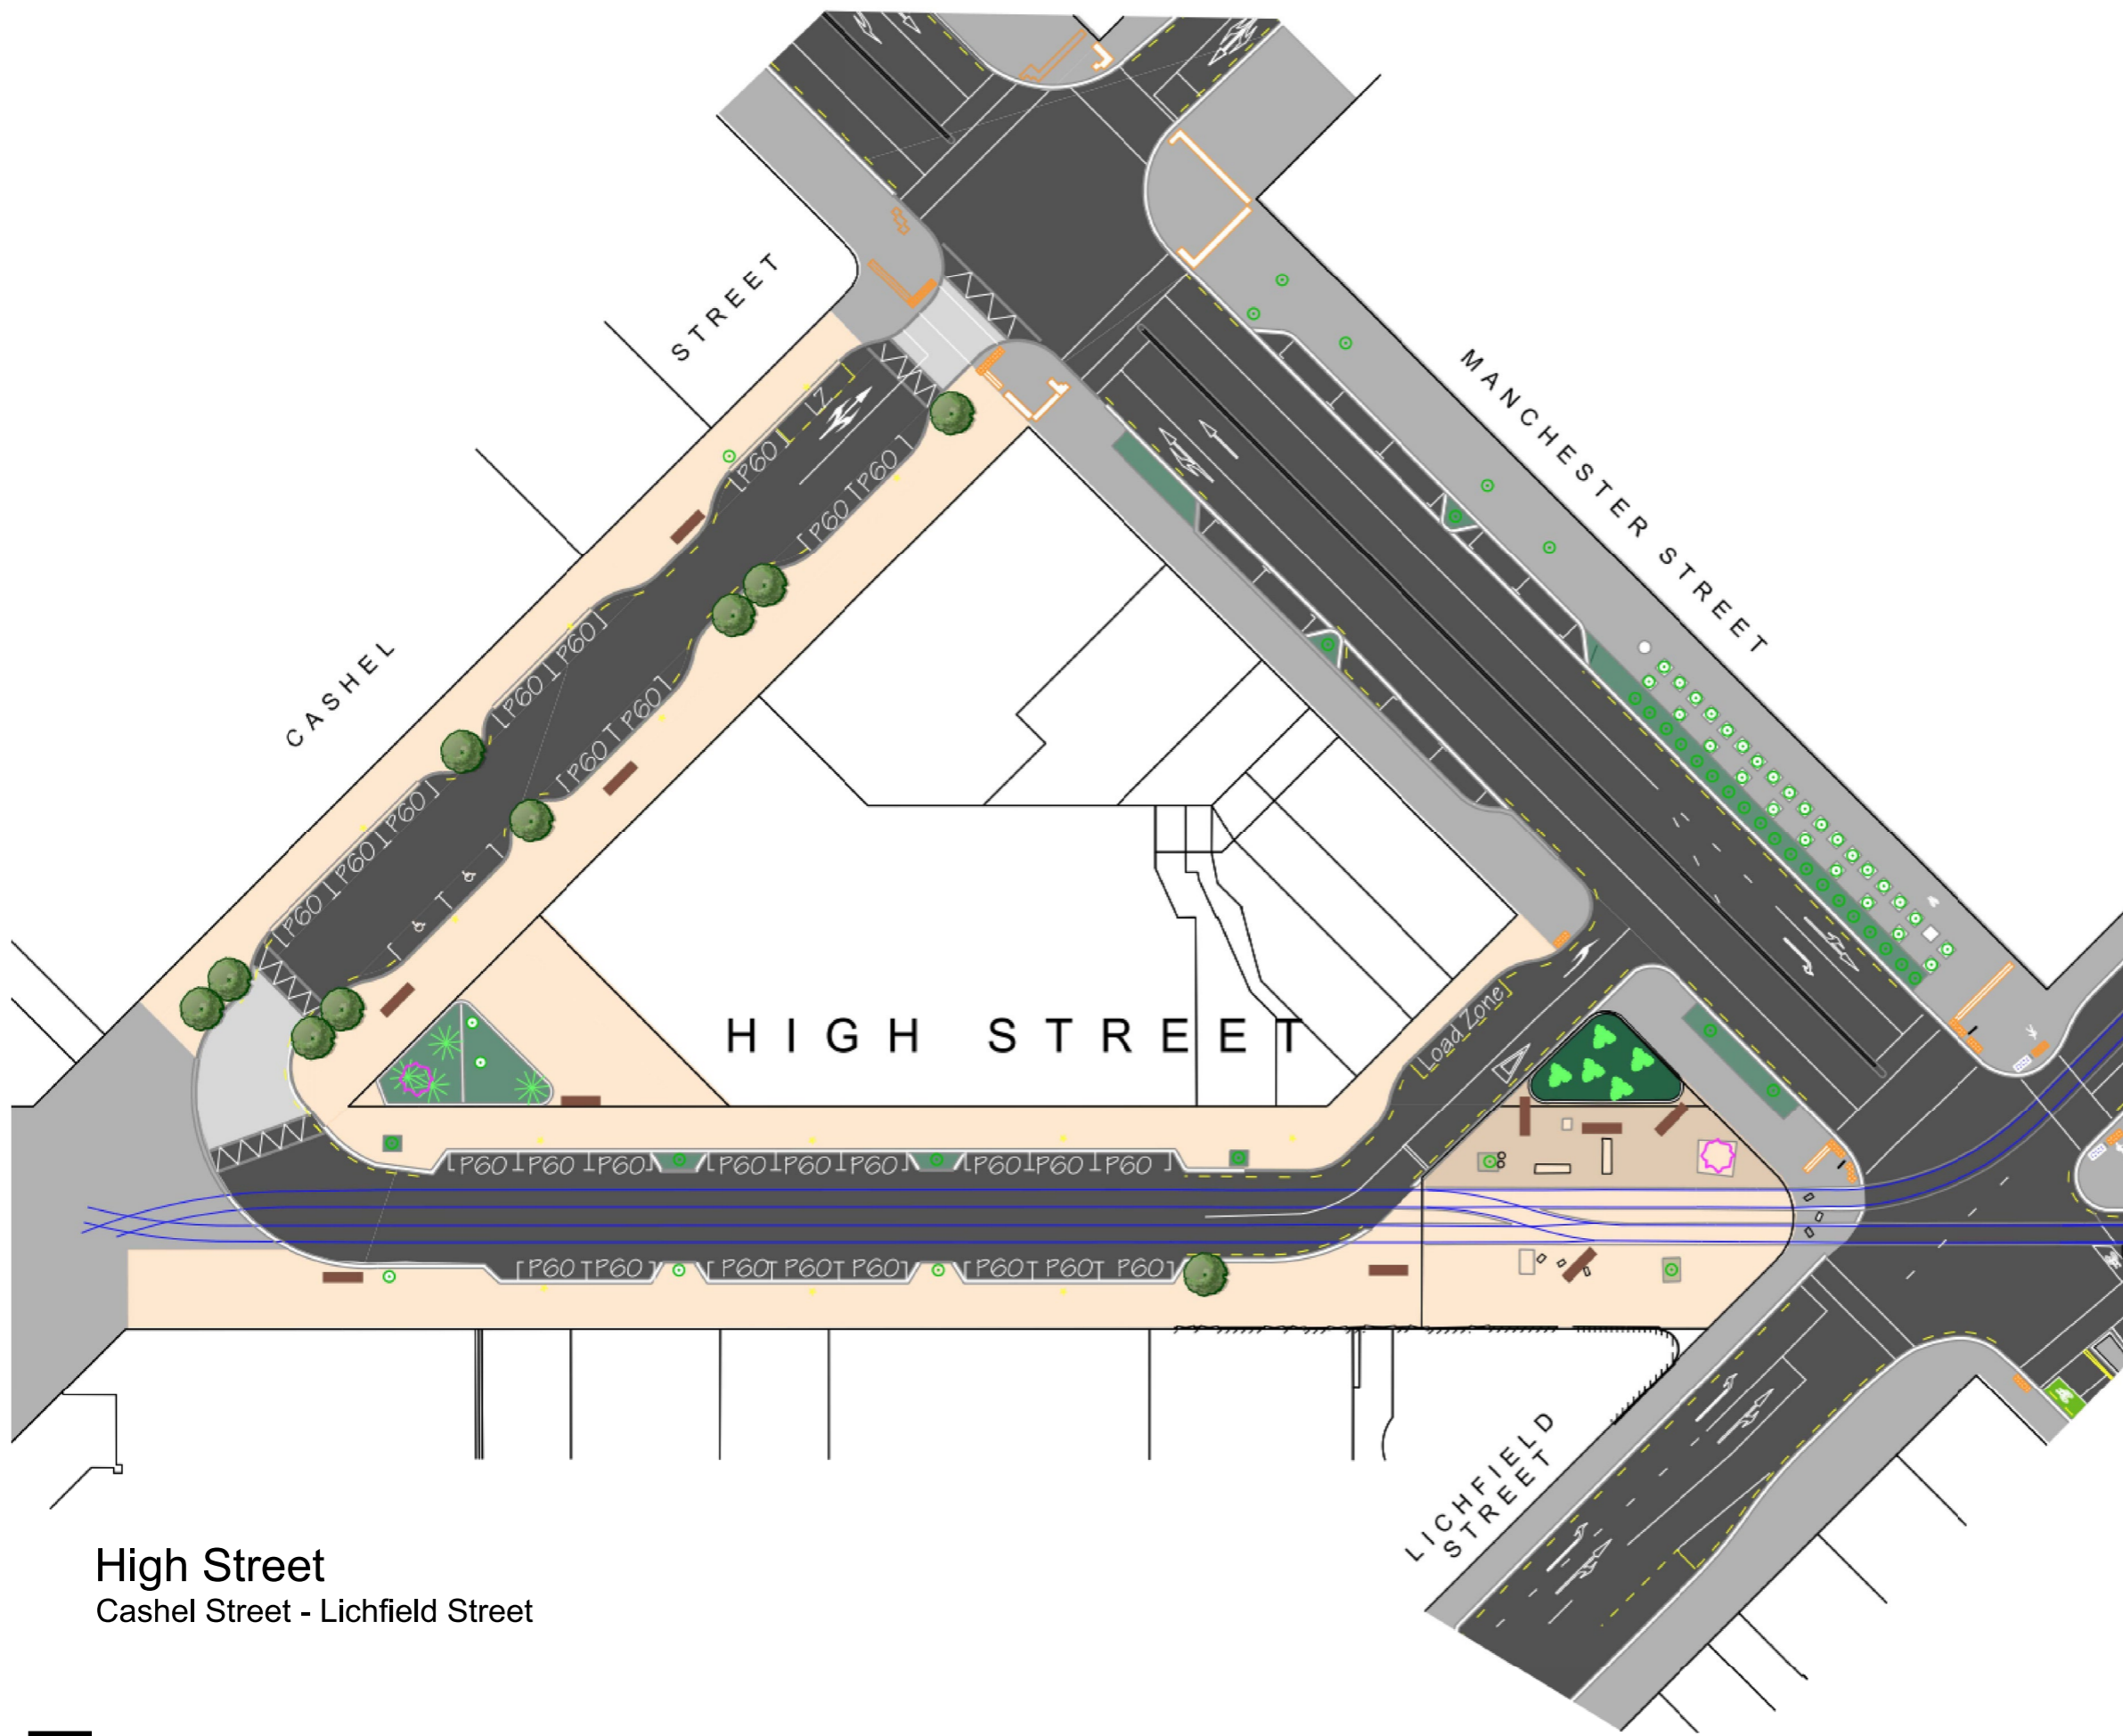 STREET
MANCHESTER STREET
LZ
P60
P60 P60
P60 P60
P60 P60
CASHEL
P60 P60 P60
HIGH STREET
Load Zone
P60 P60 P60 P60 P60 P60 P60 P60 P60
P60 P60 P60 P60 P60 P60 P60 P60
LICHFIELD
STREET
High Street
Cashel Street - Lichfield Street